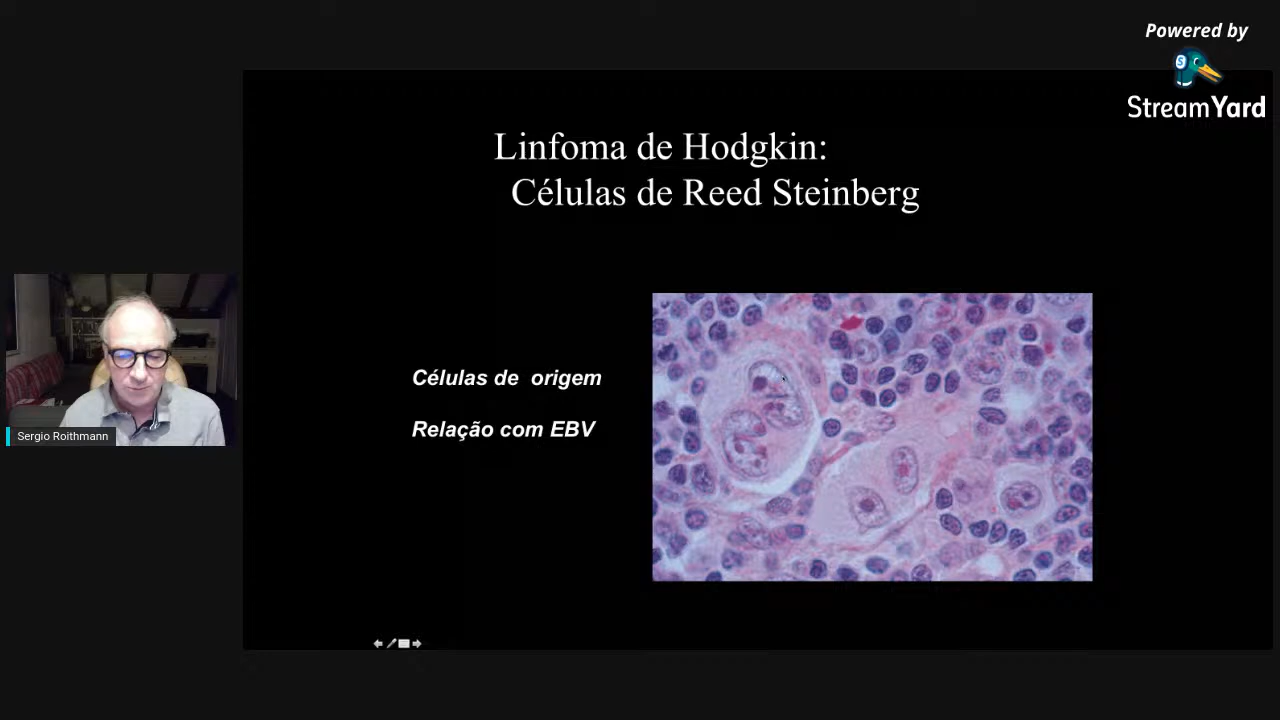 Powered by
StreamYard
Linfoma de Hodgkin:
Células de Reed Steinberg
Células de origem
Relação com EBV
Sergio Roithmann